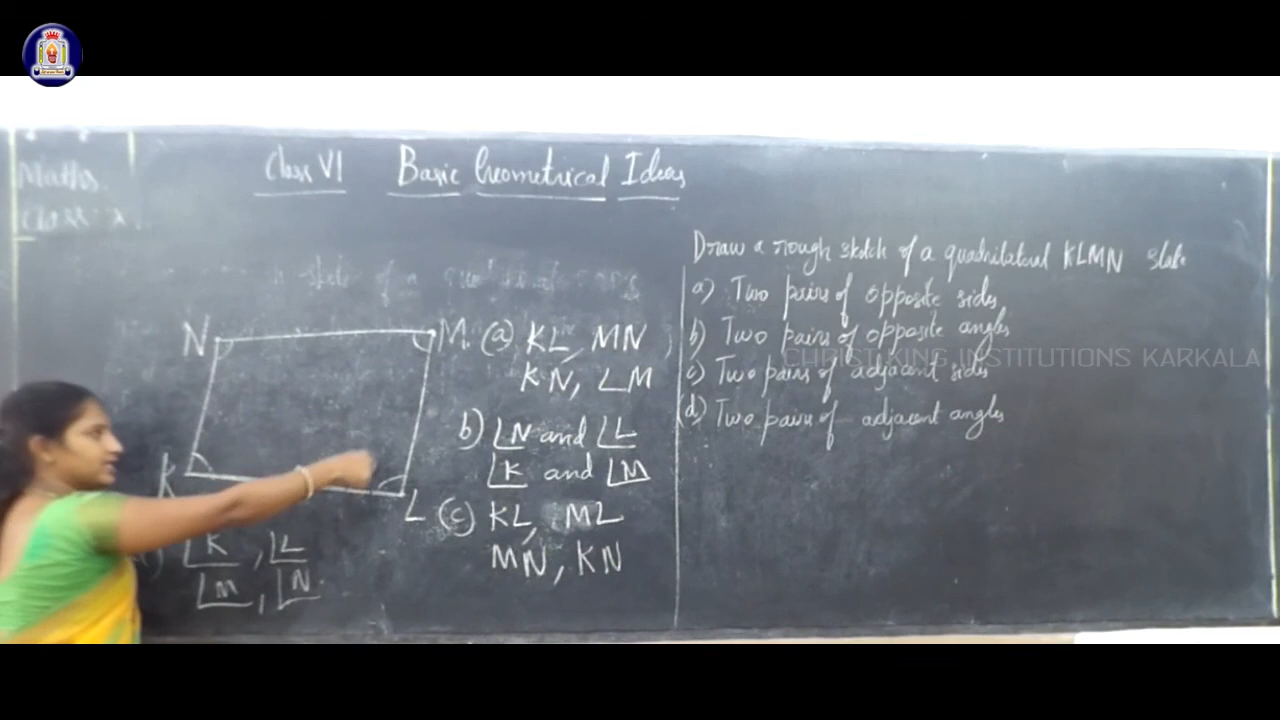 Maths.
Class: X.
Class VI Basic Geometrical Ideas
Draw a rough sketch of a quadrilateral KLMN state
a) Two pairs of opposite sides,
b) Two pairs of opposite angles
CHRIST KING INSTITUTIONS KARKALA
c) Two pairs of adjacent sides
(d) Two pairs of adjacent angles
N
M.
K
L
(a) KL, MN
KN, LM
b) ∠N and ∠L
∠K and ∠M
(c) KL, ML
MN, KN
∠K, ∠L
∠M, ∠N.